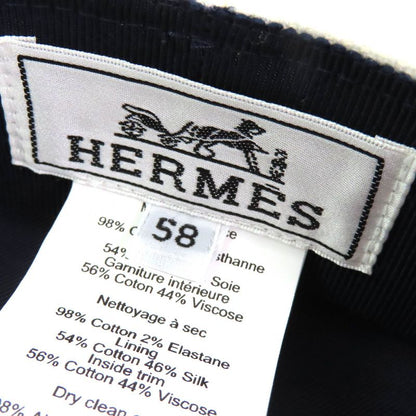 HERMES
58
98%
54%
Soie
Garniture intérieure
56% Coton 44% Viscose
Nettoyage à sec
98% Cotton 2% Elastane
Lining
54% Cotton 46% Silk
Inside trim
56% Cotton 44% Viscose
Dry clean